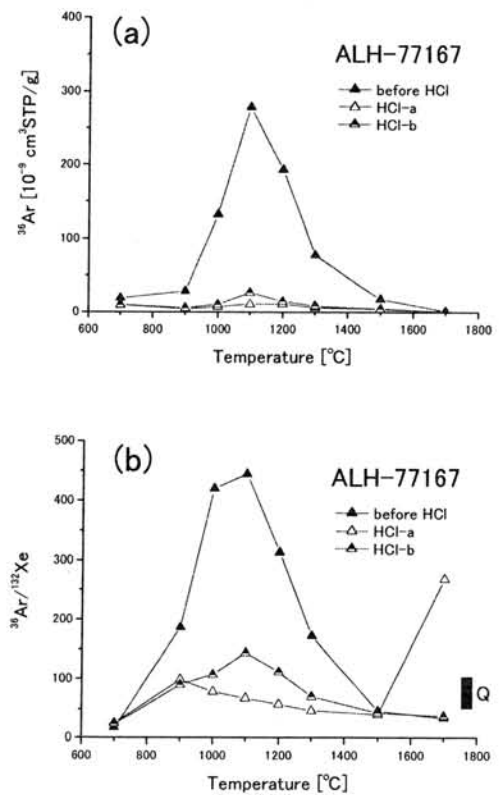 (a)
ALH-77167
before HCl
HCl-a
HCl-b
³⁶Ar [10⁻⁹ cm³STP/g]
400
300
200
100
0
600 800 1000 1200 1400 1600 1800
Temperature [°C]
(b)
ALH-77167
before HCl
HCl-a
HCl-b
³⁶Ar/¹³²Xe
500
400
300
200
100
0
Q
600 800 1000 1200 1400 1600 1800
Temperature [°C]